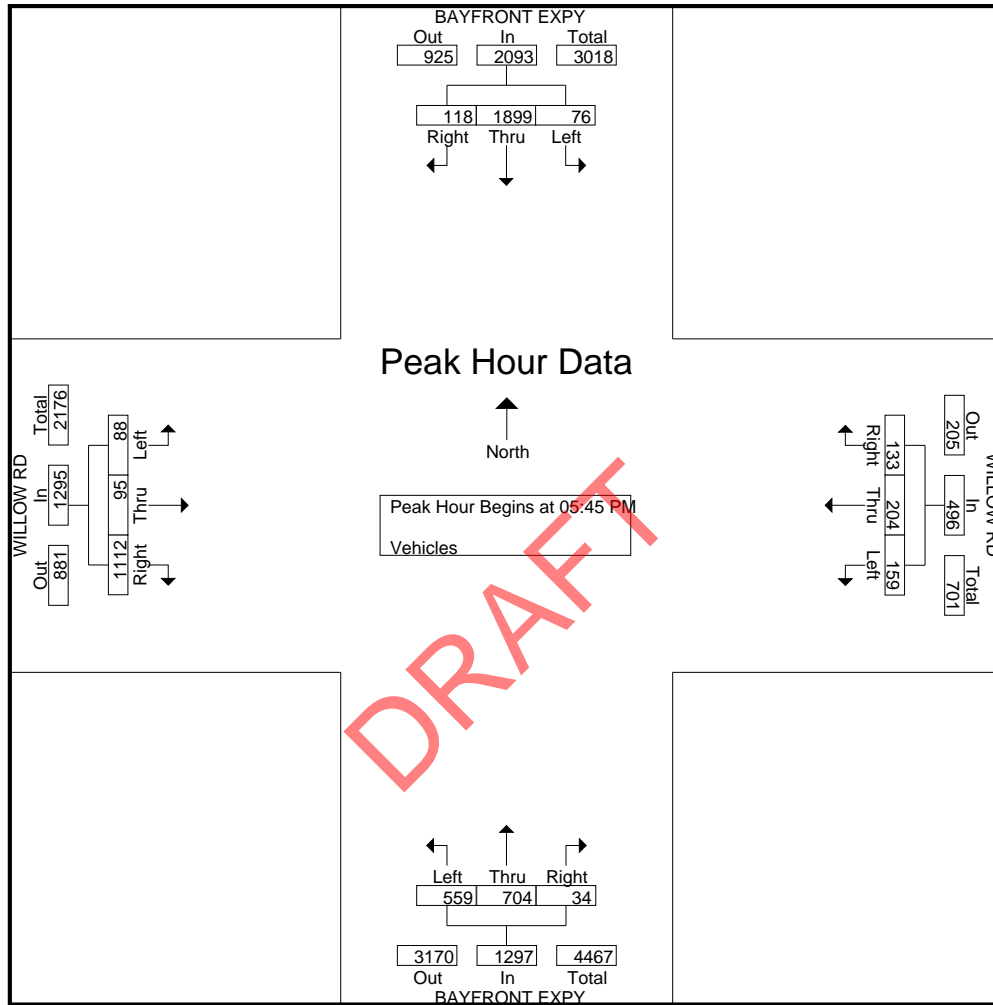 BAYFRONT EXPY
Out In Total
925 2093 3018
118 1899 76
Right Thru Left
Peak Hour Data
North
Peak Hour Begins at 05:45 PM
Vehicles
DRAFT
WILLOW RD
Total In Out
2176 1295 881
88 95 1112
Left Thru Right
WILLOW RD
Out In Total
205 496 701
133 204 159
Right Thru Left
Left Thru Right
559 704 34
3170 1297 4467
Out In Total
BAYFRONT EXPY